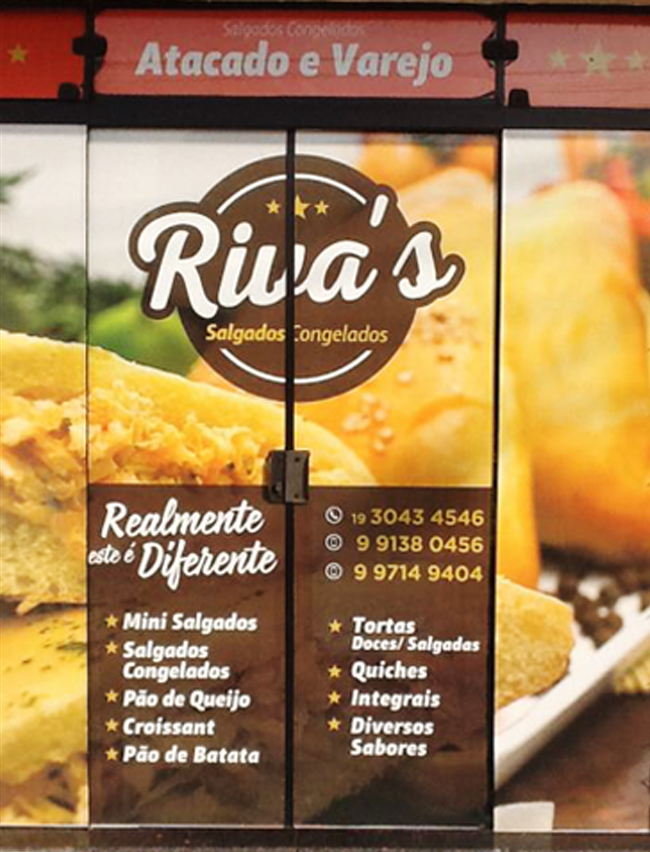 Salgados Congelados
Atacado e Varejo
Riva's
Salgados Congelados
Realmente
este é Diferente
19 3043 4546
9 9138 0456
9 9714 9404
Mini Salgados
Salgados
Congelados
Pão de Queijo
Croissant
Pão de Batata
Tortas
Doces/ Salgadas
Quiches
Integrais
Diversos
Sabores